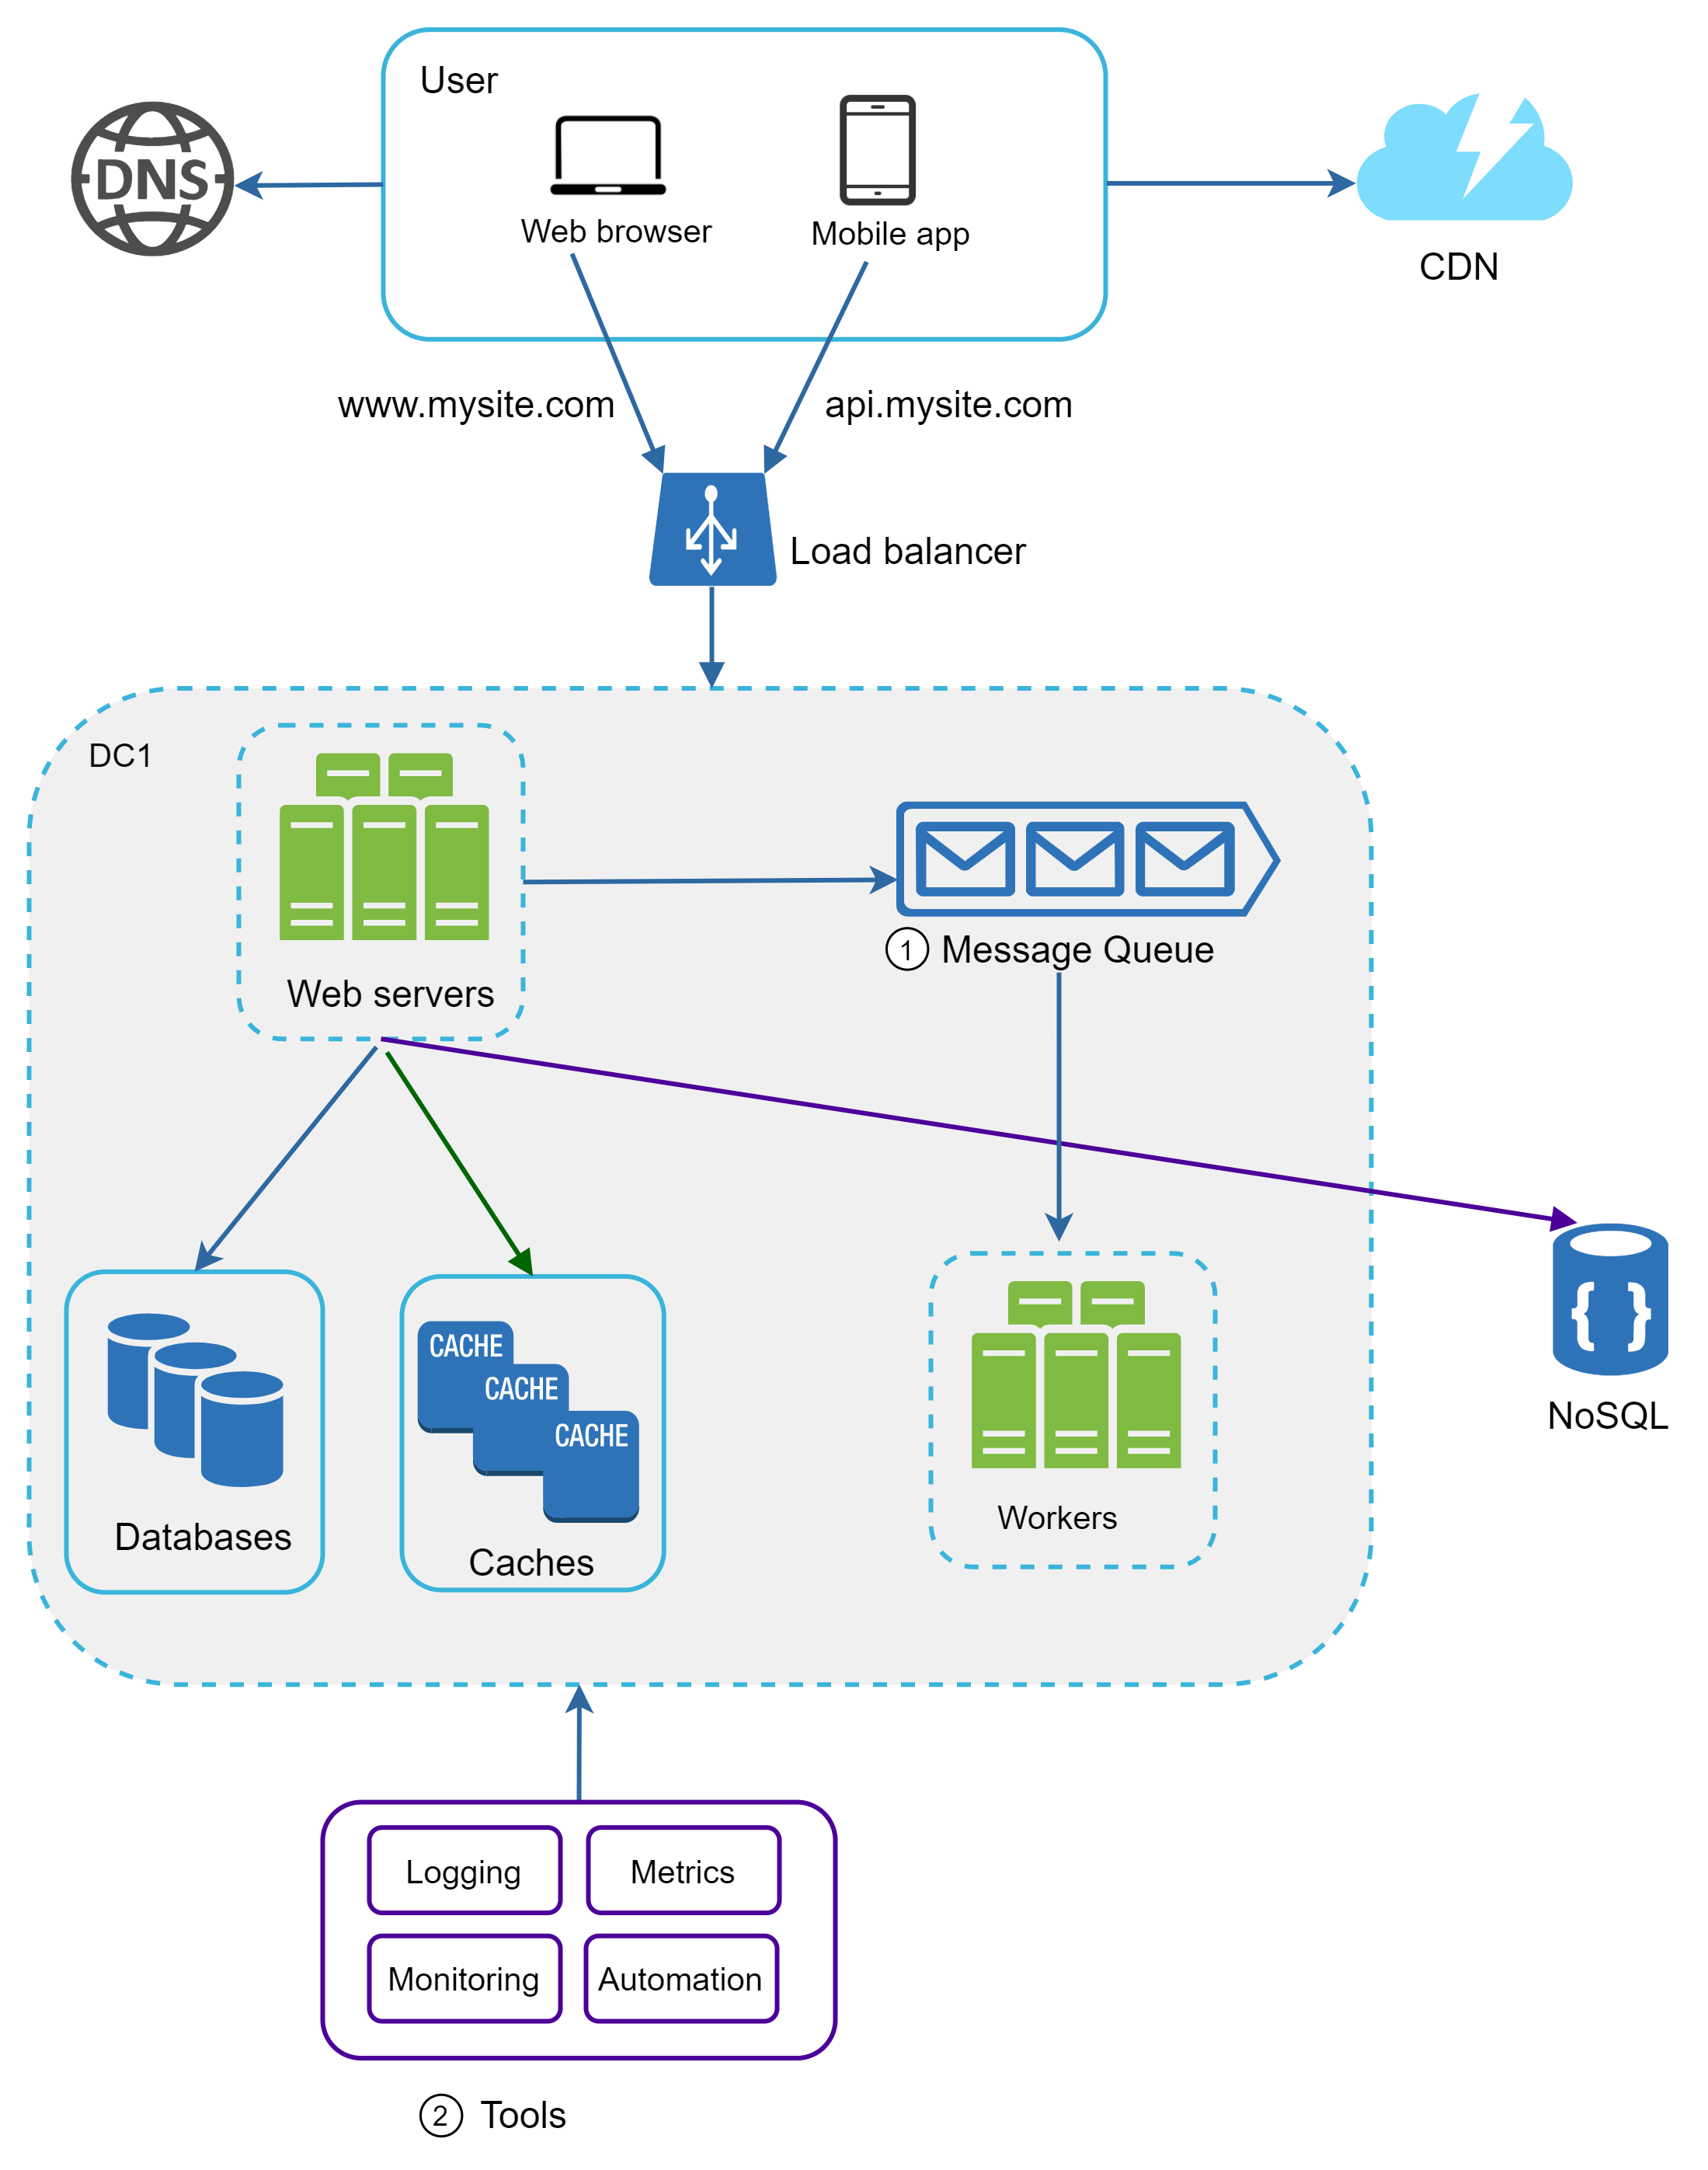 User
DNS
Web browser
Mobile app
CDN
www.mysite.com
api.mysite.com
Load balancer
DC1
Web servers
1 Message Queue
CACHE
CACHE
CACHE
Databases
Caches
Workers
{ }
NoSQL
Logging
Metrics
Monitoring
Automation
2 Tools